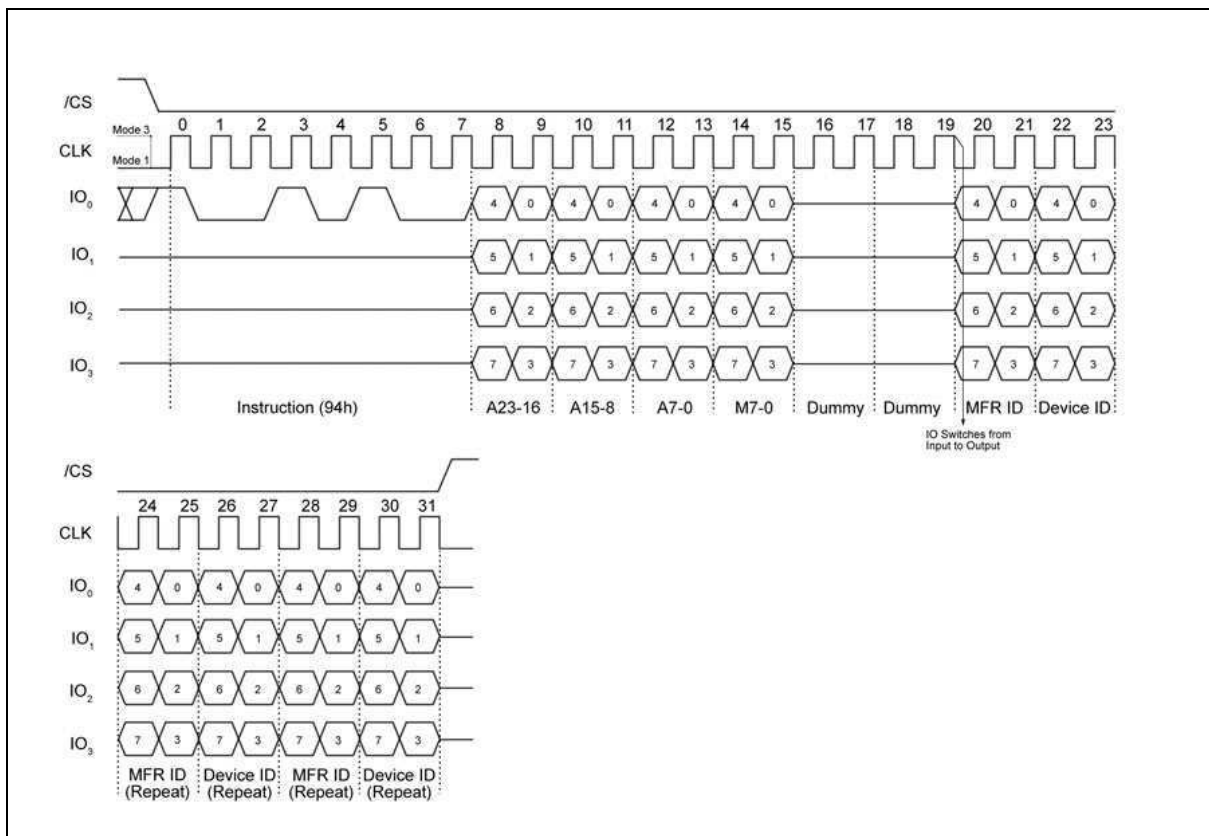 /CS
Mode 3
0 1 2 3 4 5 6 7 8 9 10 11 12 13 14 15 16 17 18 19 20 21 22 23
CLK
Mode 1
IO0 4 0 4 0 4 0 4 0 4 0 4 0
IO1 5 1 5 1 5 1 5 1 5 1 5 1
IO2 6 2 6 2 6 2 6 2 6 2 6 2
IO3 7 3 7 3 7 3 7 3 7 3 7 3
Instruction (94h) A23-16 A15-8 A7-0 M7-0 Dummy Dummy MFR ID Device ID
IO Switches from
Input to Output
/CS
24 25 26 27 28 29 30 31
CLK
IO0 4 0 4 0 4 0 4 0
IO1 5 1 5 1 5 1 5 1
IO2 6 2 6 2 6 2 6 2
IO3 7 3 7 3 7 3 7 3
MFR ID Device ID MFR ID Device ID
(Repeat) (Repeat) (Repeat) (Repeat)